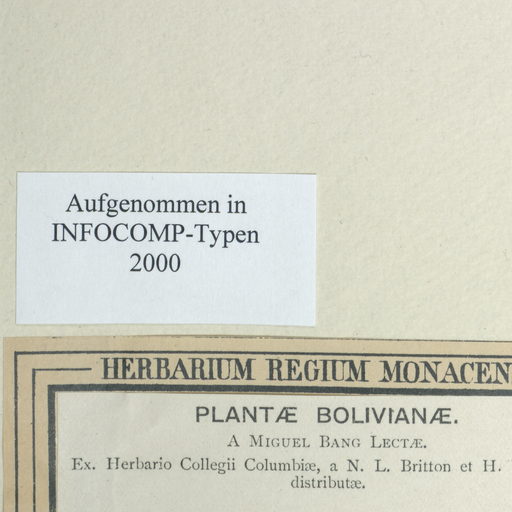 Aufgenommen in
INFOCOMP-Typen
2000
HERBARIUM REGIUM MONACEN
PLANTÆ BOLIVIANÆ.
A MIGUEL BANG LECTÆ.
Ex. Herbario Collegii Columbiæ, a N. L. Britton et H.
distributæ.